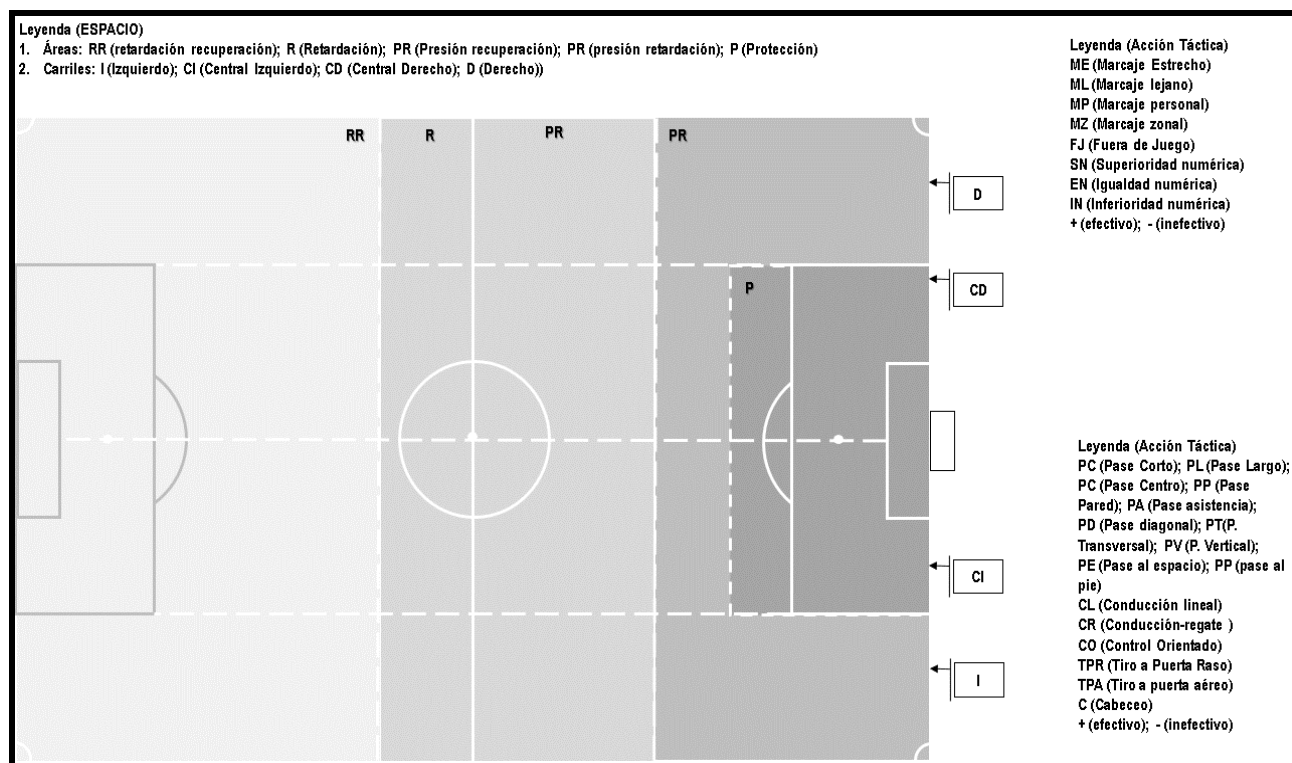 Leyenda (ESPACIO)
1. Áreas: RR (retardación recuperación); R (Retardación); PR (Presión recuperación); PR (presión retardación); P (Protección)
2. Carriles: I (Izquierdo); CI (Central Izquierdo); CD (Central Derecho); D (Derecho))
Leyenda (Acción Táctica)
ME (Marcaje Estrecho)
ML (Marcaje lejano)
MP (Marcaje personal)
MZ (Marcaje zonal)
FJ (Fuera de Juego)
SN (Superioridad numérica)
EN (Igualdad numérica)
IN (Inferioridad numérica)
+ (efectivo); - (inefectivo)
RR
R
PR
PR
D
CD
P
CI
I
Leyenda (Acción Táctica)
PC (Pase Corto); PL (Pase Largo);
PC (Pase Centro); PP (Pase
Pared); PA (Pase asistencia);
PD (Pase diagonal); PT(P.
Transversal); PV (P. Vertical);
PE (Pase al espacio); PP (pase al
pie)
CL (Conducción lineal)
CR (Conducción-regate )
CO (Control Orientado)
TPR (Tiro a Puerta Raso)
TPA (Tiro a puerta aéreo)
C (Cabeceo)
+ (efectivo); - (inefectivo)